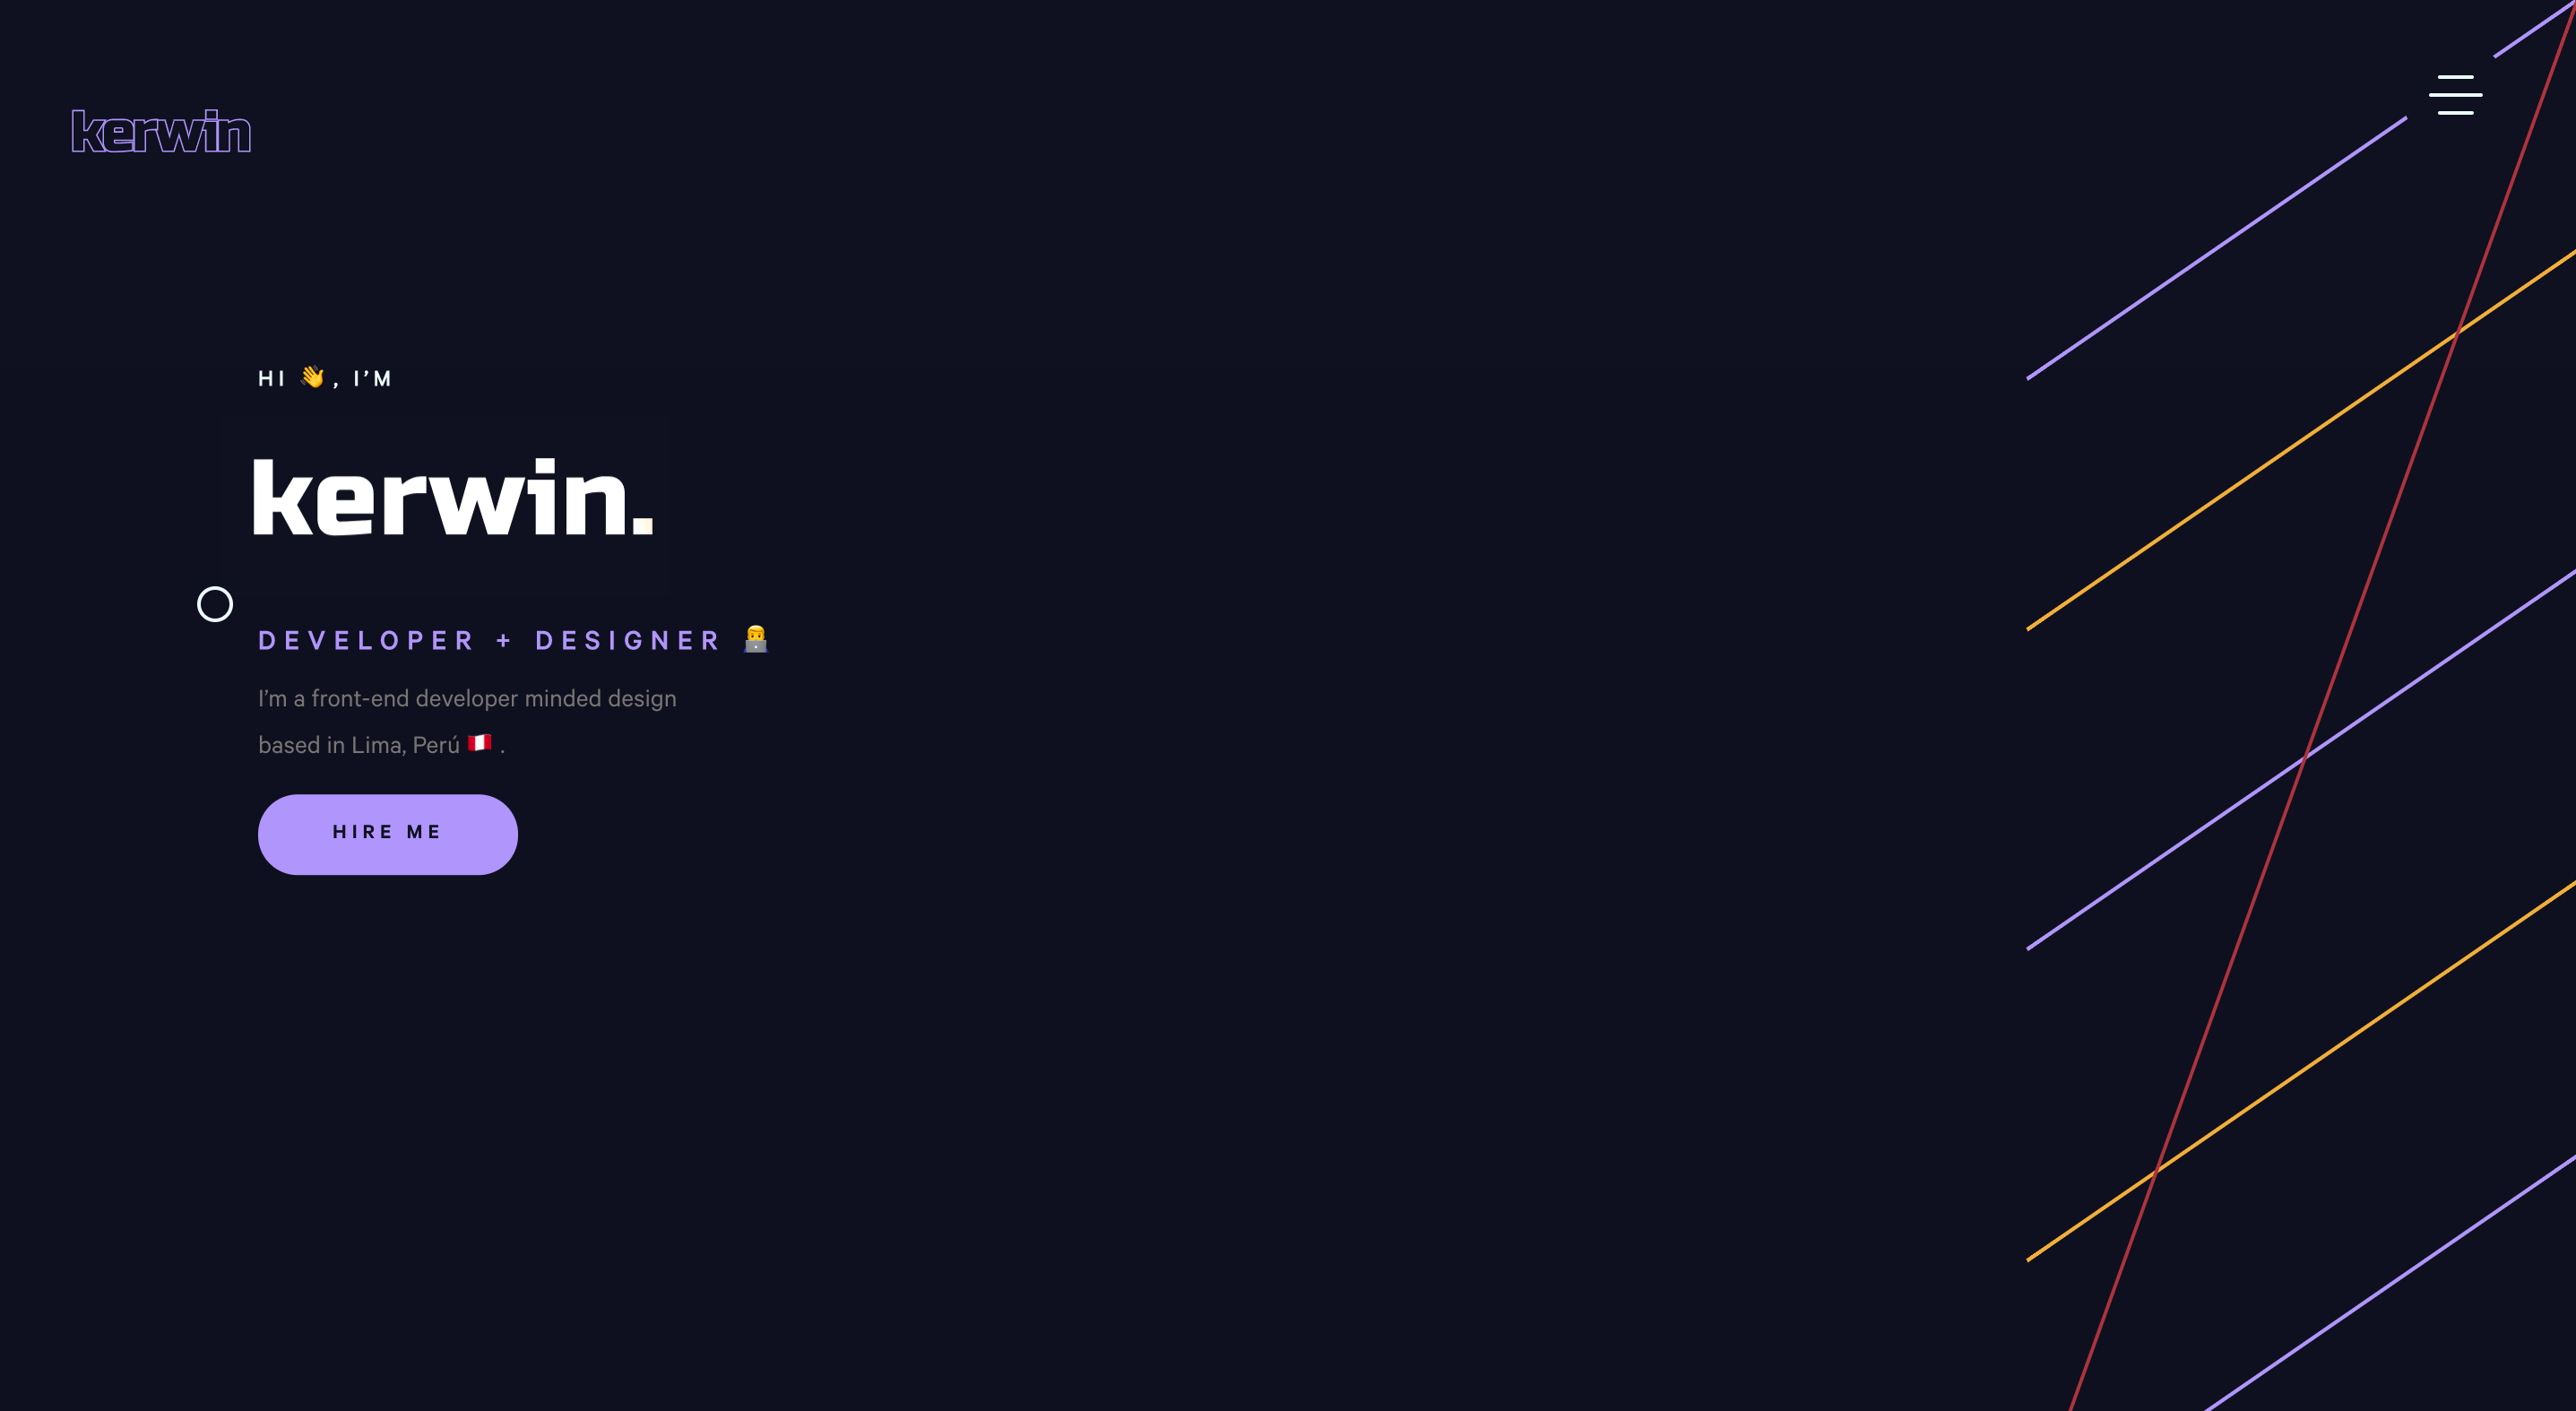 kerwin
HI 👋, I’M
kerwin.
DEVELOPER + DESIGNER 👨‍💻
I’m a front-end developer minded design
based in Lima, Perú 🇵🇪 .
HIRE ME